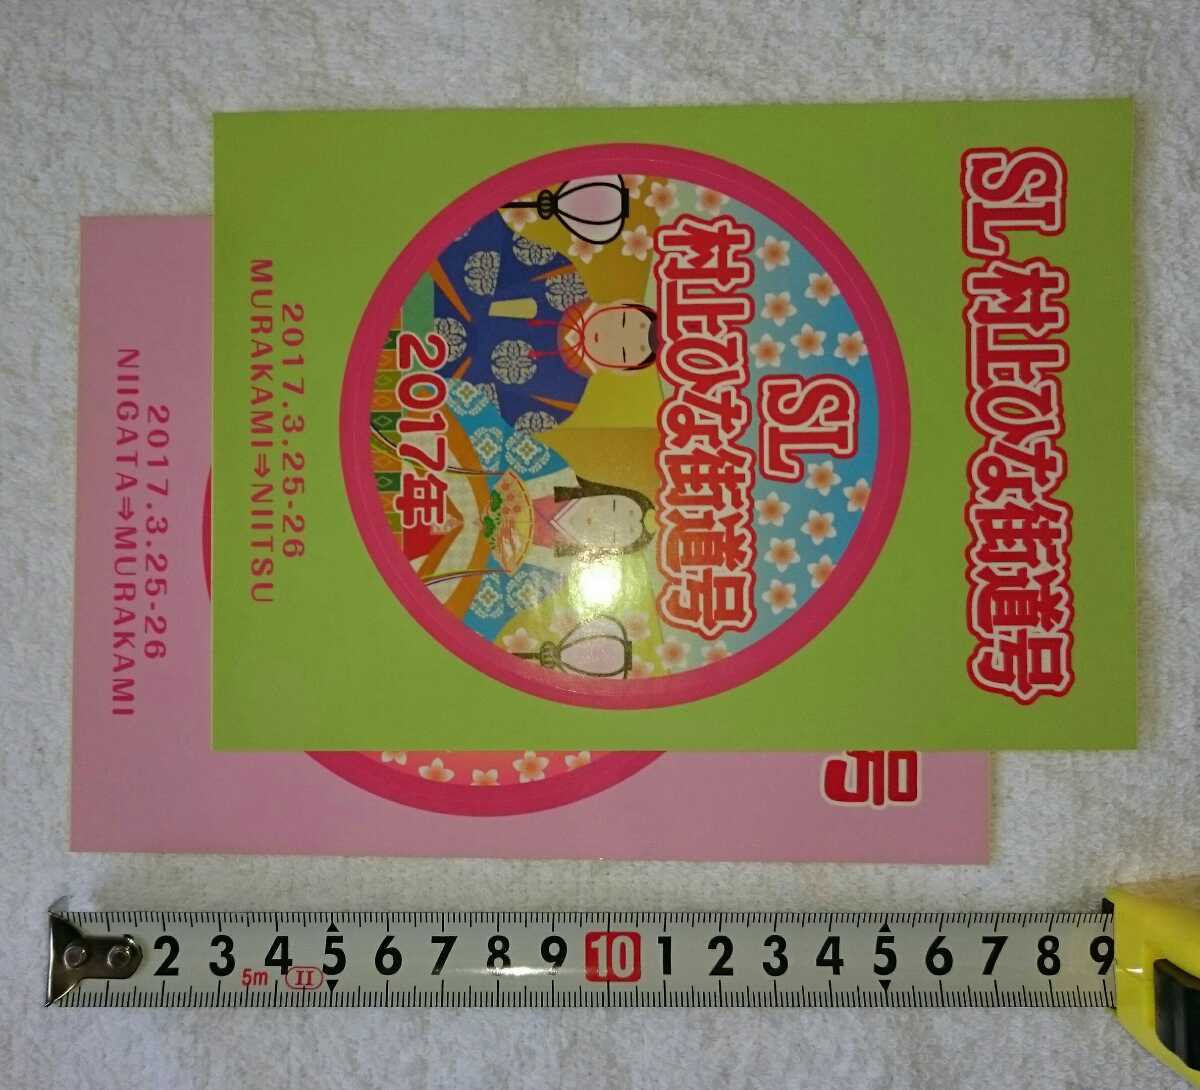 SL村上ひな街道号
SL
村上ひな街道号
2017年
2017.3.25-26
MURAKAMI⇒NIITSU
号
2017.3.25-26
NIIGATA⇒MURAKAMI
2 3 4 5 6 7 8 9 10 1 2 3 4 5 6 7 8 9
5m II